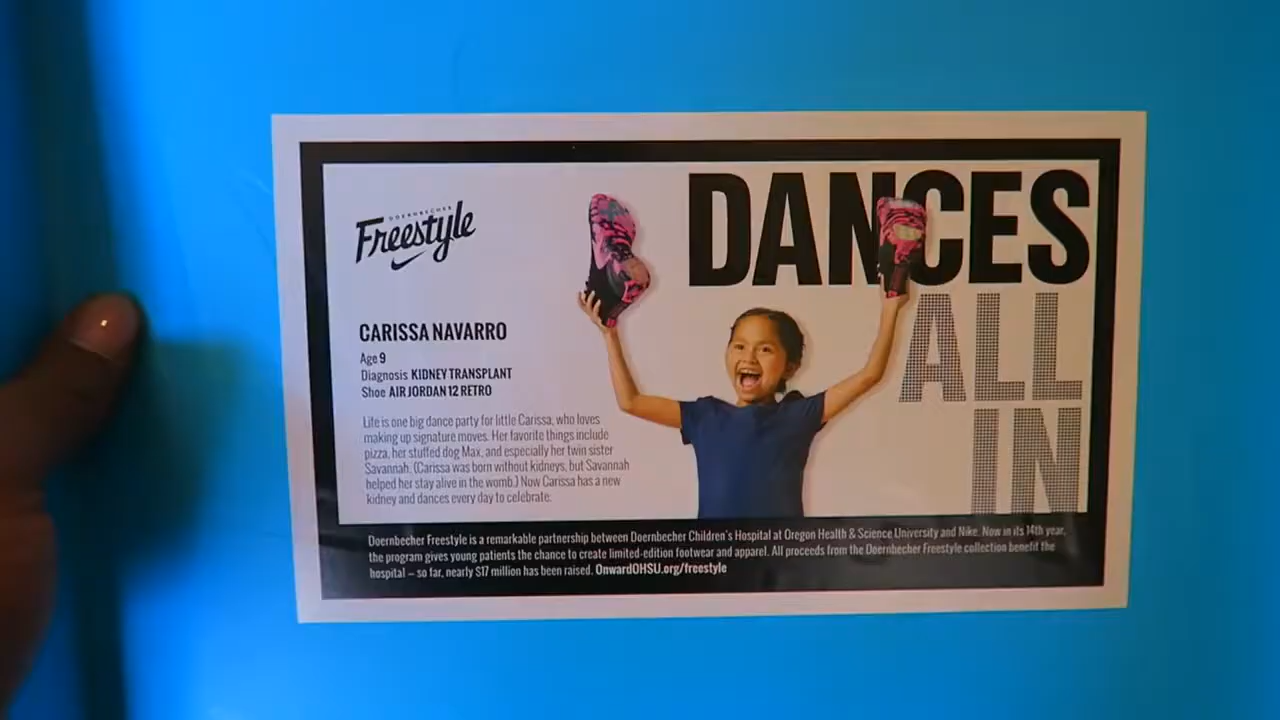 DOERNBECHER
Freestyle
DANCES
ALL
IN
CARISSA NAVARRO
Age 9
Diagnosis KIDNEY TRANSPLANT
Shoe AIR JORDAN 12 RETRO
Life is one big dance party for little Carissa, who loves
making up signature moves. Her favorite things include
pizza, her stuffed dog Max, and especially her twin sister
Savannah. (Carissa was born without kidneys, but Savannah
helped her stay alive in the womb.) Now Carissa has a new
kidney and dances every day to celebrate.
Doernbecher Freestyle is a remarkable partnership between Doernbecher Children's Hospital at Oregon Health & Science University and Nike. Now in its 14th year,
the program gives young patients the chance to create limited-edition footwear and apparel. All proceeds from the Doernbecher Freestyle collection benefit the
hospital – so far, nearly $17 million has been raised. OnwardOHSU.org/freestyle